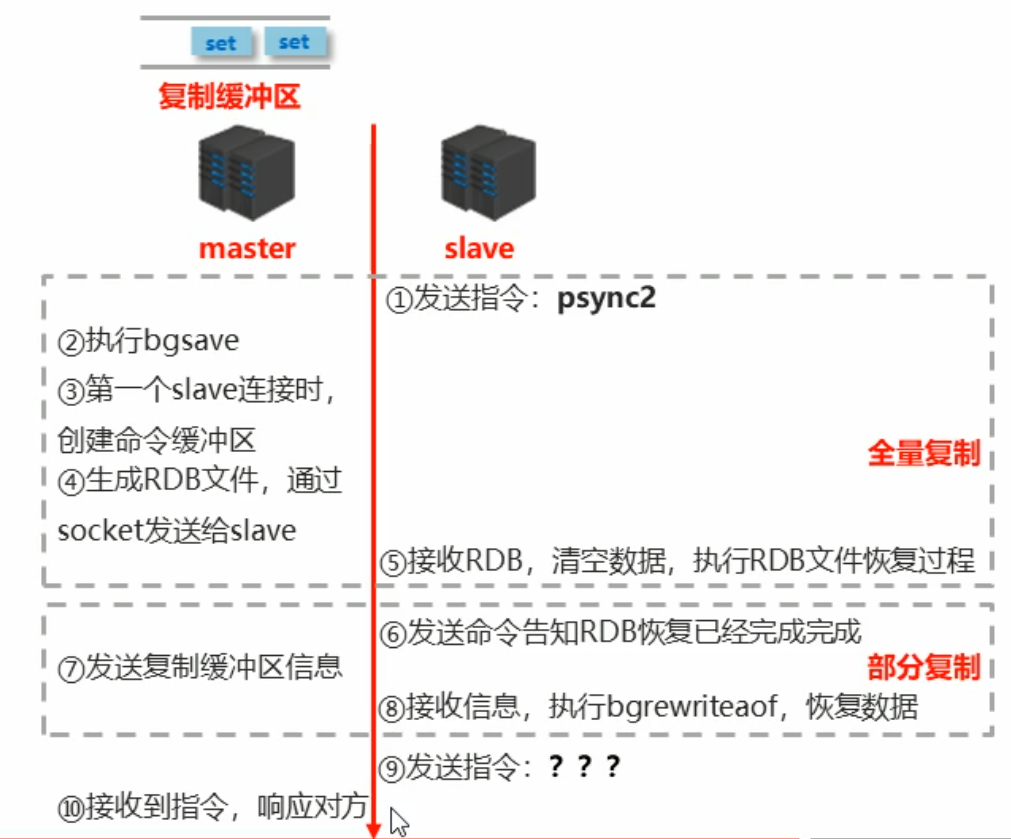 set set
复制缓冲区
master slave
①发送指令：psync2
②执行bgsave
③第一个slave连接时，
创建命令缓冲区
全量复制
④生成RDB文件，通过
socket发送给slave
⑤接收RDB，清空数据，执行RDB文件恢复过程
⑥发送命令告知RDB恢复已经完成完成
⑦发送复制缓冲区信息
部分复制
⑧接收信息，执行bgrewriteaof，恢复数据
⑨发送指令：？？？
⑩接收到指令，响应对方